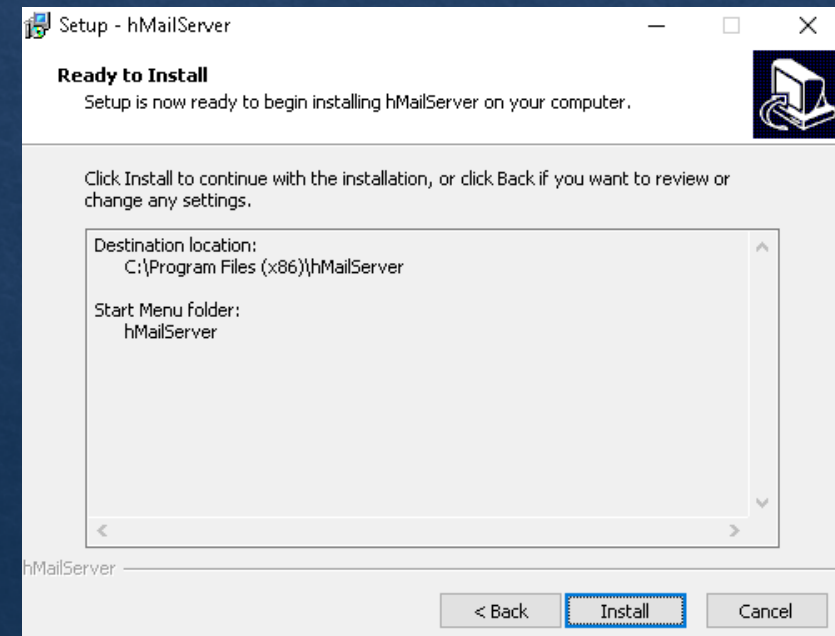 Setup - hMailServer
Ready to Install
Setup is now ready to begin installing hMailServer on your computer.
Click Install to continue with the installation, or click Back if you want to review or
change any settings.
Destination location:
C:\Program Files (x86)\hMailServer
Start Menu folder:
hMailServer
hMailServer
< Back Install Cancel